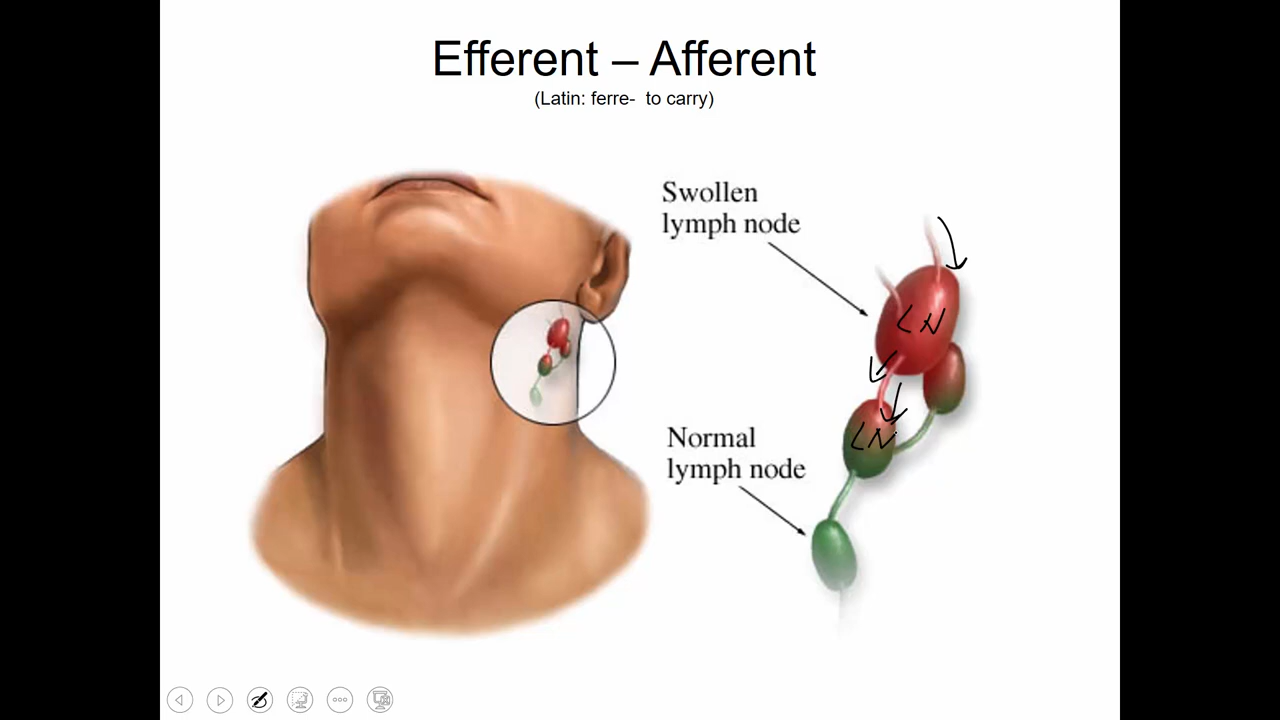 Efferent – Afferent
(Latin: ferre-  to carry)
Swollen
lymph node
LN
LN
Normal
lymph node